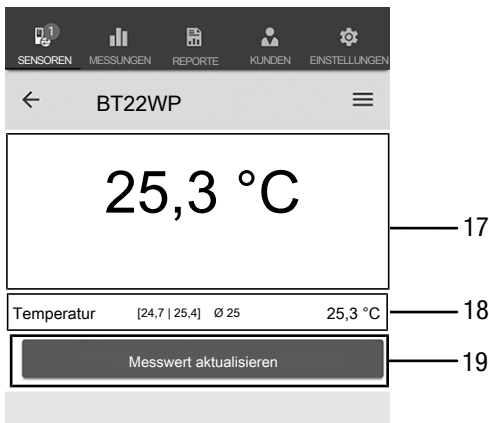 1
SENSOREN MESSUNGEN REPORTE KUNDEN EINSTELLUNGEN
BT22WP
25,3 °C
17
Temperatur [24,7 | 25,4] Ø 25 25,3 °C
18
Messwert aktualisieren
19